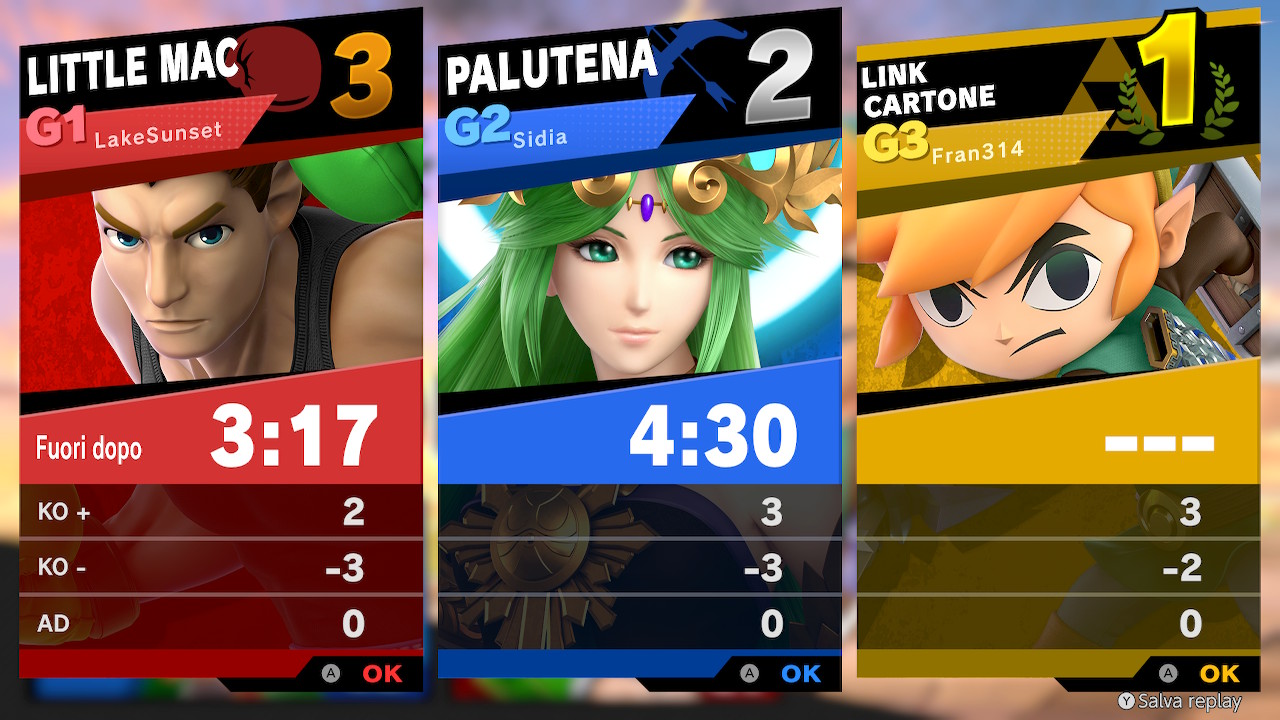 LITTLE MAC 3
G1 LakeSunset
Fuori dopo 3:17
KO + 2
KO - -3
AD 0
A OK
PALUTENA 2
G2 Sidia
4:30
3
-3
0
A OK
LINK
CARTONE 1
G3 Fran314
---
3
-2
0
A OK
Y Salva replay